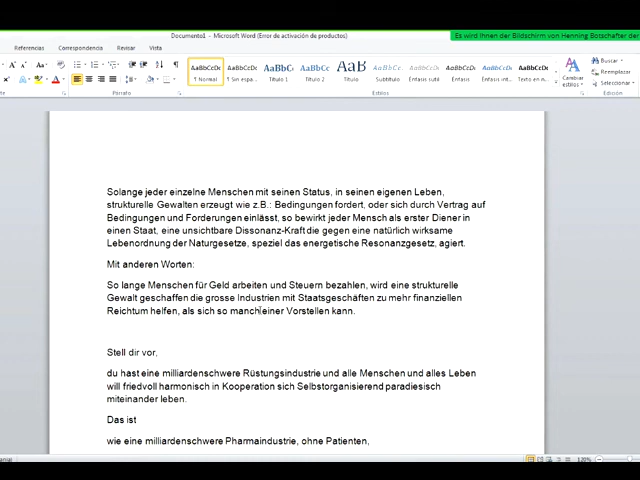 Documento1 - Microsoft Word (Error de activación de productos)
Es wird Ihnen der Bildschirm von Henning Botschafter der
Referencias Correspondencia Revisar Vista
AaBbCcDc AaBbCcDc AaBbC AaBbCc AaB AaBbCc AaBbCcDc AaBbCcDc AaBbCcDc AaBbCcDc
¶ Normal ¶ Sin espa... Título 1 Título 2 Título Subtítulo Énfasis sutil Énfasis Énfasis int... Texto en n...
Cambiar estilos
Buscar
Reemplazar
Seleccionar
Párrafo Estilos Edición
Solange jeder einzelne Menschen mit seinen Status, in seinen eigenen Leben,
strukturelle Gewalten erzeugt wie z.B.: Bedingungen fordert, oder sich durch Vertrag auf
Bedingungen und Forderungen einlässt, so bewirkt jeder Mensch als erster Diener in
einen Staat, eine unsichtbare Dissonanz-Kraft die gegen eine natürlich wirksame
Lebenordnung der Naturgesetze, speziel das energetische Resonanzgesetz, agiert.
Mit anderen Worten:
So lange Menschen für Geld arbeiten und Steuern bezahlen, wird eine strukturelle
Gewalt geschaffen die grosse Industrien mit Staatsgeschäften zu mehr finanziellen
Reichtum helfen, als sich so manch einer Vorstellen kann.
Stell dir vor,
du hast eine milliardenschwere Rüstungsindustrie und alle Menschen und alles Leben
will friedvoll harmonisch in Kooperation sich Selbstorganisierend paradiesisch
miteinander leben.
Das ist
wie eine milliardenschwere Pharmaindustrie, ohne Patienten,
120%